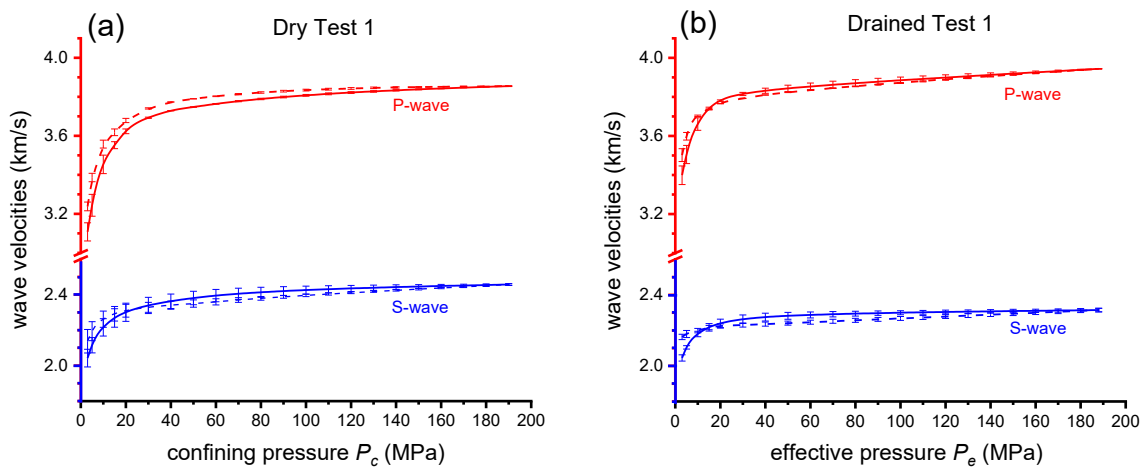 (a)
Dry Test 1
wave velocities (km/s)
4.0
3.6
3.2
2.4
2.0
P-wave
S-wave
0 20 40 60 80 100 120 140 160 180 200
confining pressure Pc (MPa)
(b)
Drained Test 1
wave velocities (km/s)
4.0
3.6
3.2
2.4
2.0
P-wave
S-wave
0 20 40 60 80 100 120 140 160 180 200
effective pressure Pe (MPa)